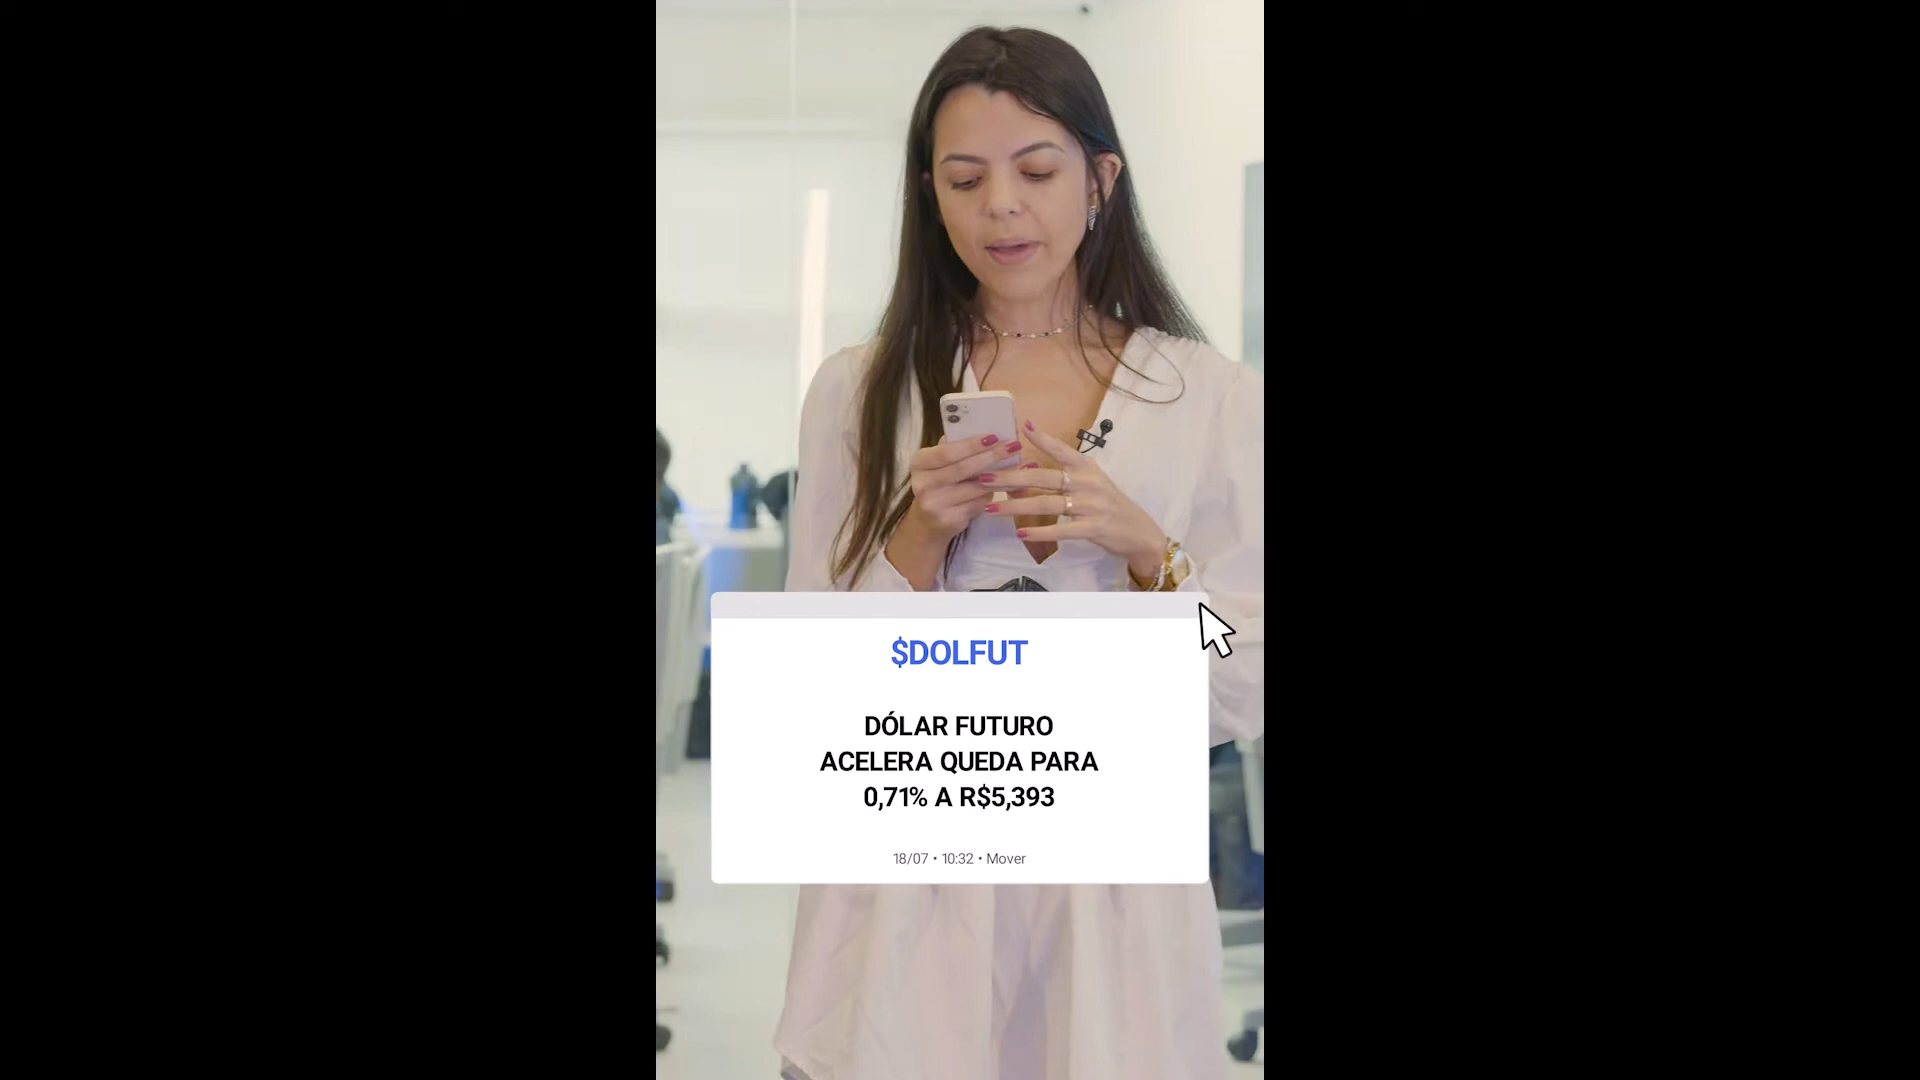 $DOLFUT
DÓLAR FUTURO
ACELERA QUEDA PARA
0,71% A R$5,393
18/07 • 10:32 • Mover